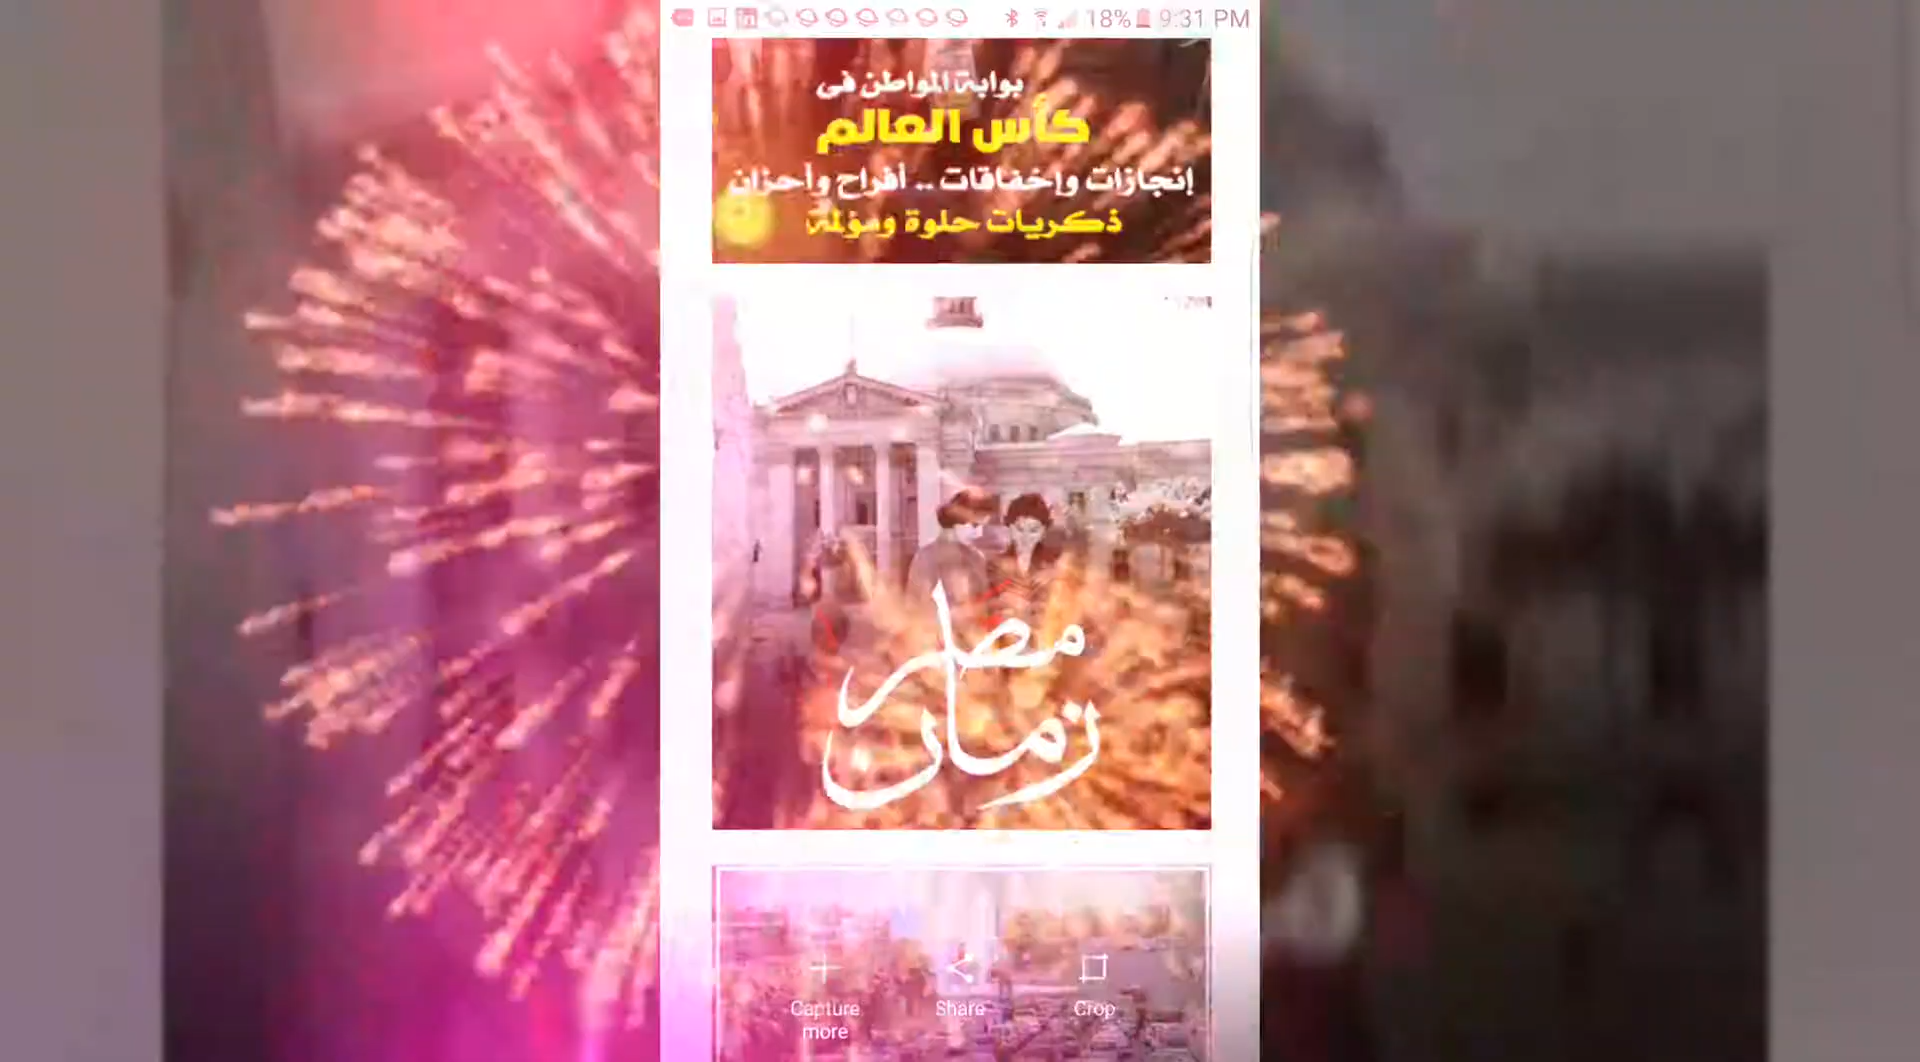 18% 9:31 PM
بوابة المواطن فى
كأس العالم
إنجازات وإخفاقات .. أفراح وأحزان
ذكريات حلوة ومؤلمة
مصر
زمان
Capture more
Share
Crop